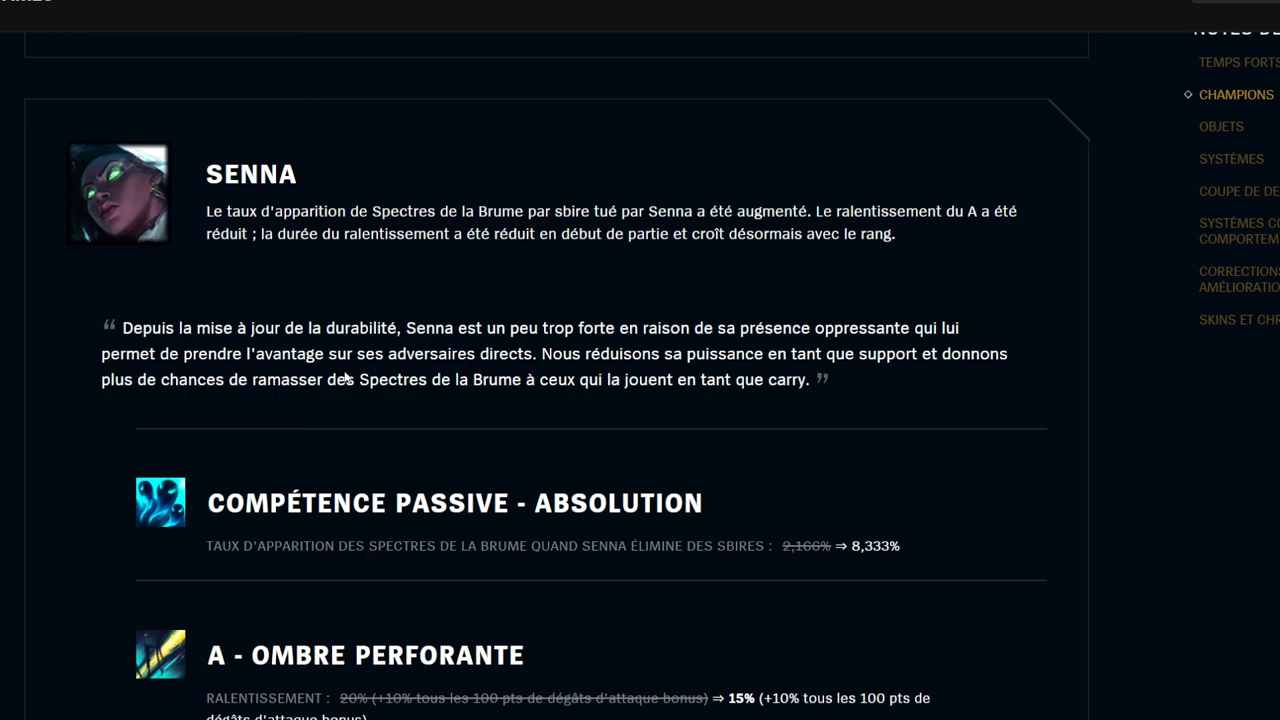 TEMPS FORTS
CHAMPIONS
OBJETS
SYSTÈMES
COUPE DE DE
SYSTÈMES CO
COMPORTEM
CORRECTIONS
AMÉLIORATIO
SKINS ET CHR
SENNA
Le taux d'apparition de Spectres de la Brume par sbire tué par Senna a été augmenté. Le ralentissement du A a été
réduit ; la durée du ralentissement a été réduit en début de partie et croît désormais avec le rang.
“ Depuis la mise à jour de la durabilité, Senna est un peu trop forte en raison de sa présence oppressante qui lui
permet de prendre l'avantage sur ses adversaires directs. Nous réduisons sa puissance en tant que support et donnons
plus de chances de ramasser des Spectres de la Brume à ceux qui la jouent en tant que carry. ”
COMPÉTENCE PASSIVE - ABSOLUTION
TAUX D'APPARITION DES SPECTRES DE LA BRUME QUAND SENNA ÉLIMINE DES SBIRES : 2,166% ⇒ 8,333%
A - OMBRE PERFORANTE
RALENTISSEMENT : 20% (+10% tous les 100 pts de dégâts d'attaque bonus) ⇒ 15% (+10% tous les 100 pts de
dégâts d'attaque bonus)